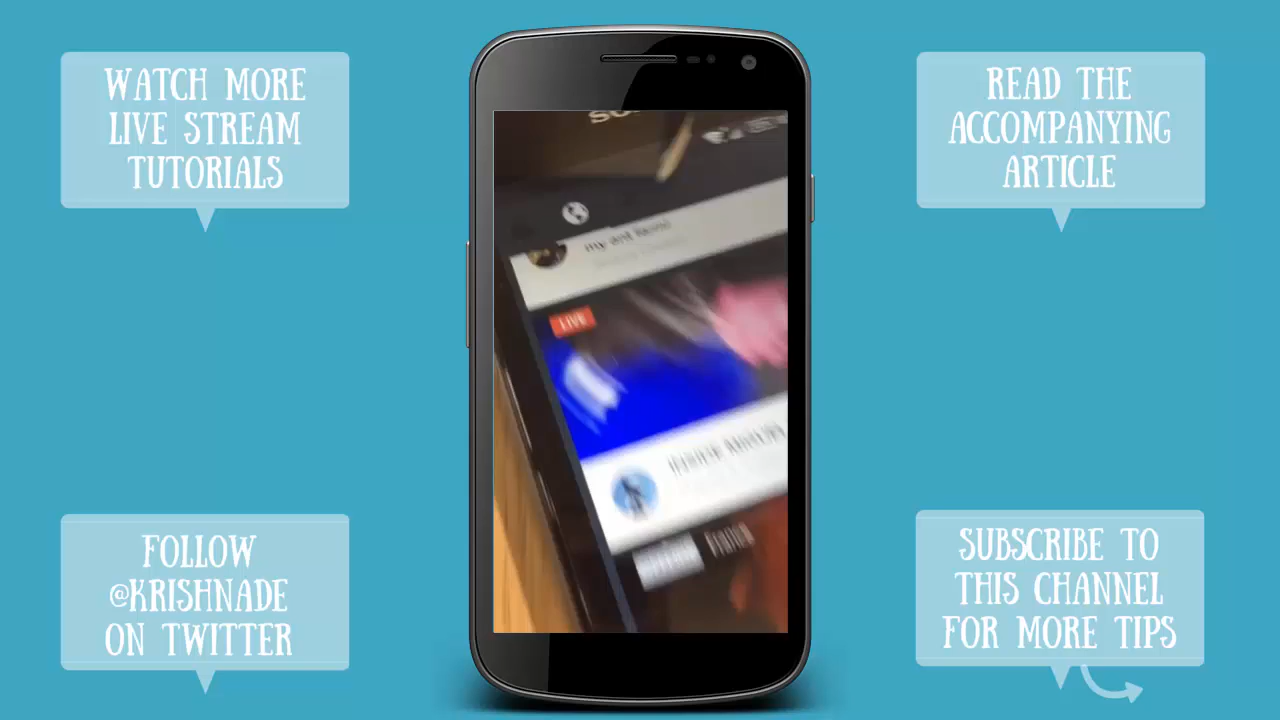 WATCH MORE
LIVE STREAM
TUTORIALS
READ THE
ACCOMPANYING
ARTICLE
LIVE
FOLLOW
@KRISHNADE
ON TWITTER
SUBSCRIBE TO
THIS CHANNEL
FOR MORE TIPS